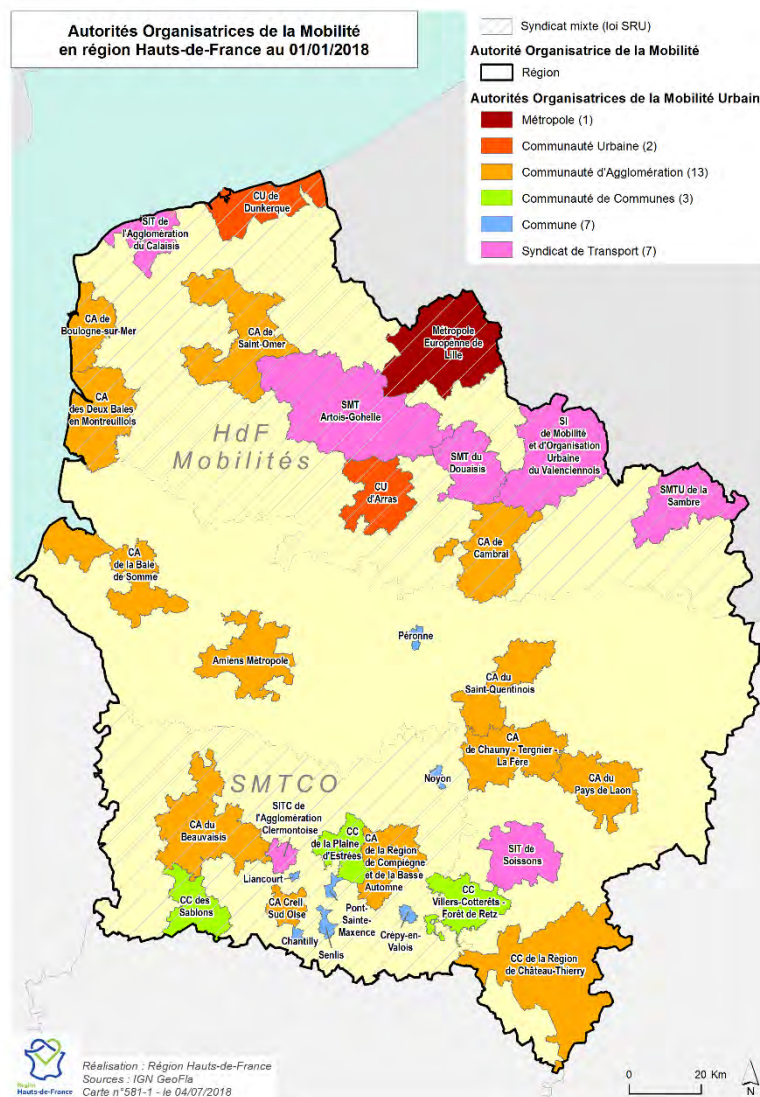 Autorités Organisatrices de la Mobilité
en région Hauts-de-France au 01/01/2018
Syndicat mixte (loi SRU)
Autorité Organisatrice de la Mobilité
Région
Autorités Organisatrices de la Mobilité Urbain
Métropole (1)
Communauté Urbaine (2)
Communauté d'Agglomération (13)
Communauté de Communes (3)
Commune (7)
Syndicat de Transport (7)
CU de
Dunkerque
SIT de
l'Agglomération
du Calaisis
CA de
Boulogne-sur-Mer
CA de
Saint-Omer
Métropole
Européenne de
Lille
CA
des Deux Baies
en Montreuillois
SMT
Artois-Gohelle
HdF
Mobilités
SMT du
Douaisis
SI
de Mobilité
et d'Organisation
Urbaine
du Valenciennois
CU
d'Arras
SMTU de la
Sambre
CA de
Cambrai
CA
de la Baie
de Somme
Péronne
Amiens Métropole
CA du
Saint-Quentinois
CA
de Chauny - Tergnier -
La Fère
Noyon
CA du
Pays de Laon
SMTCO
SITC de
l'Agglomération
Clermontoise
CA du
Beauvaisis
CC
de la Plaine
d'Estrées
CA
de la Région
de Compiègne
et de la Basse
Automne
SIT de
Soissons
Liancourt
CC des
Sablons
CA Creil
Sud Oise
Pont-
Sainte-
Maxence
CC
Villers-Cotterêts
Forêt de Retz
Chantilly
Senlis
Crépy-en-
Valois
CC de la Région
de Château-Thierry
Région
Hauts-de-France
Réalisation : Région Hauts-de-France
Sources : IGN GeoFla
Carte n°581-1 - le 04/07/2018
0 20 Km
N